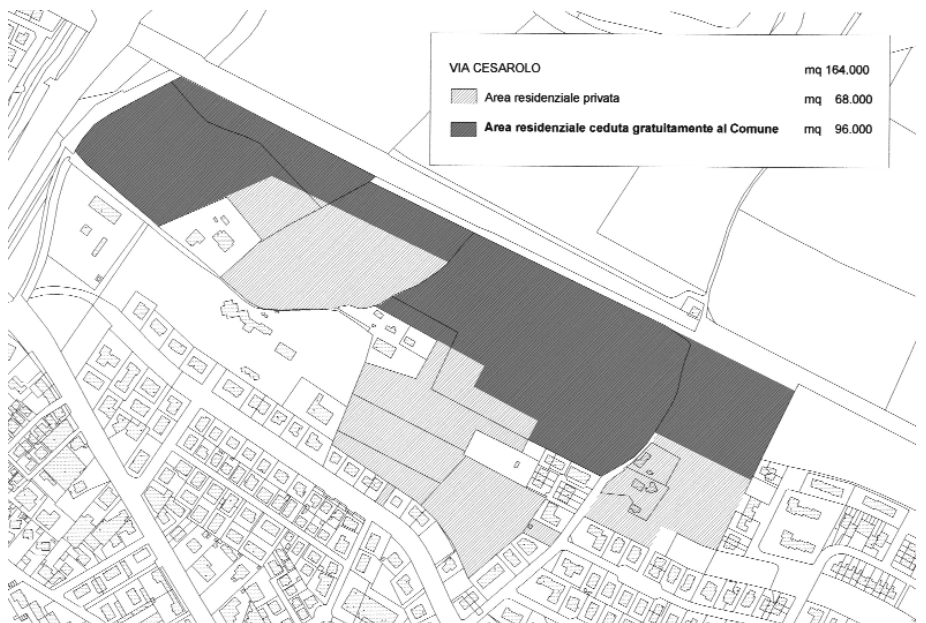 VIA CESAROLO mq 164.000
Area residenziale privata mq 68.000
Area residenziale ceduta gratuitamente al Comune mq 96.000